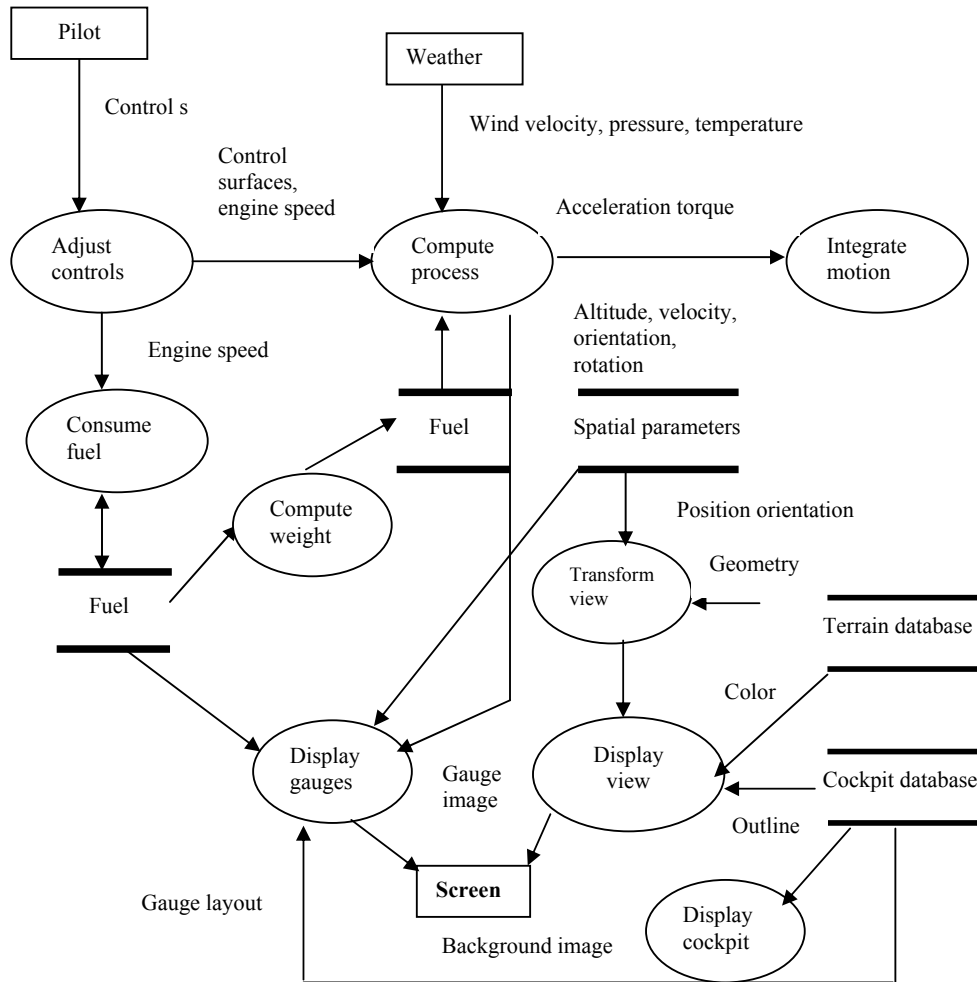 Pilot
Weather
Control s
Wind velocity, pressure, temperature
Control
surfaces,
engine speed
Acceleration torque
Adjust
controls
Compute
process
Integrate
motion
Engine speed
Altitude, velocity,
orientation,
rotation
Consume
fuel
Fuel
Spatial parameters
Compute
weight
Position orientation
Fuel
Transform
view
Geometry
Terrain database
Color
Display
gauges
Gauge
image
Display
view
Cockpit database
Outline
Screen
Gauge layout
Display
cockpit
Background image